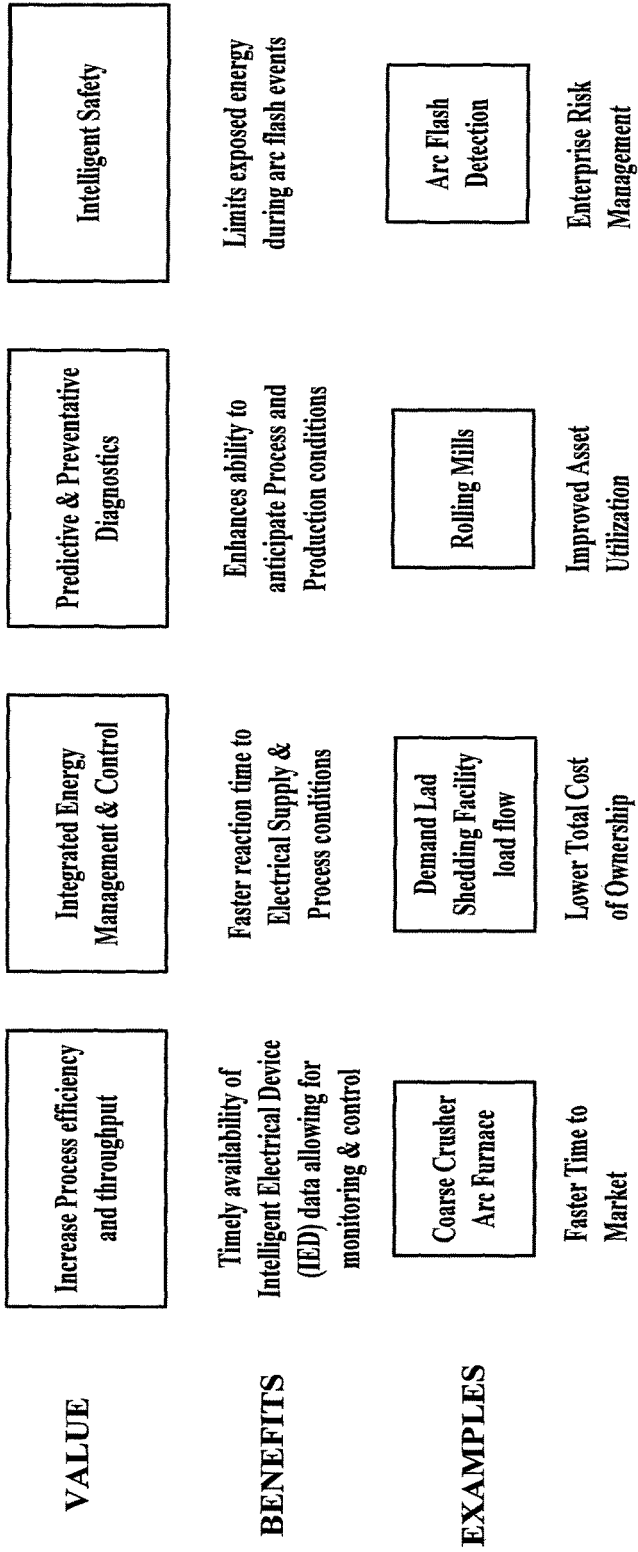 VALUE
Increase Process efficiency
and throughput
Integrated Energy
Management & Control
Predictive & Preventative
Diagnostics
Intelligent Safety
BENEFITS
Timely availability of
Intelligent Electrical Device
(IED) data allowing for
monitoring & control
Faster reaction time to
Electrical Supply &
Process conditions
Enhances ability to
anticipate Process and
Production conditions
Limits exposed energy
during arc flash events
EXAMPLES
Coarse Crusher
Arc Furnace
Demand Lad
Shedding Facility
load flow
Rolling Mills
Arc Flash
Detection
Faster Time to
Market
Lower Total Cost
of Ownership
Improved Asset
Utilization
Enterprise Risk
Management